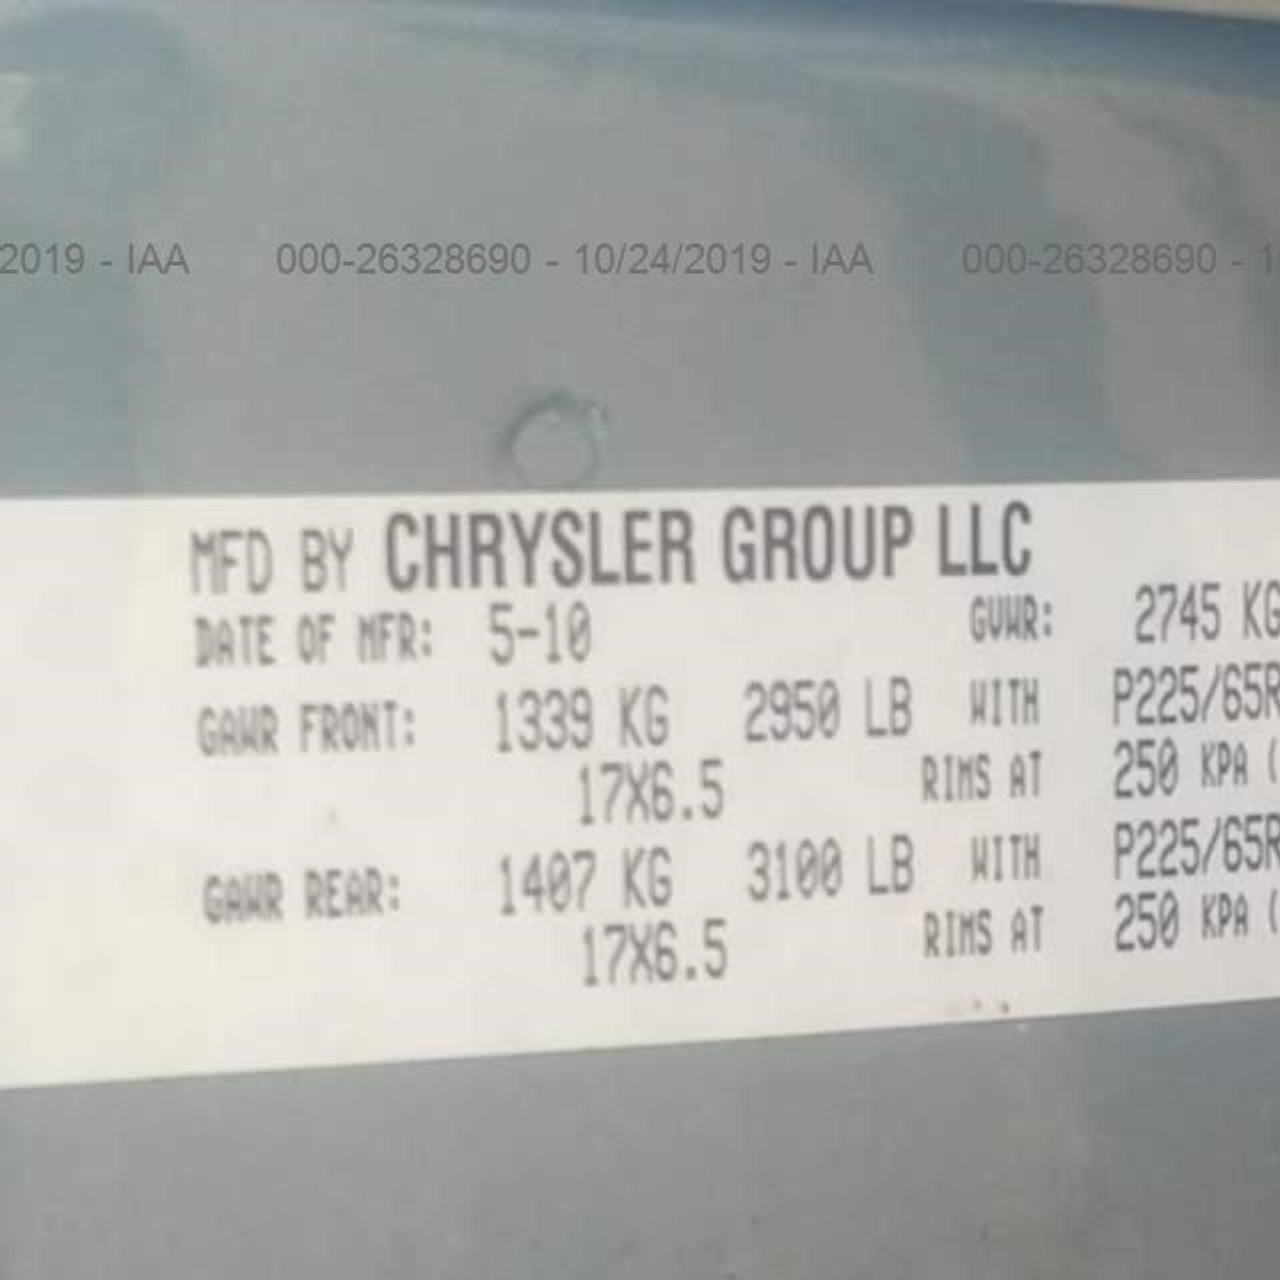 2019 - IAA 000-26328690 - 10/24/2019 - IAA 000-26328690 -
MFD BY CHRYSLER GROUP LLC
DATE OF MFR: 5-10 GVWR: 2745 KG
GAWR FRONT: 1339 KG 2950 LB WITH P225/65R
17X6.5 RIMS AT 250 KPA (
GAWR REAR: 1407 KG 3100 LB WITH P225/65R
17X6.5 RIMS AT 250 KPA (